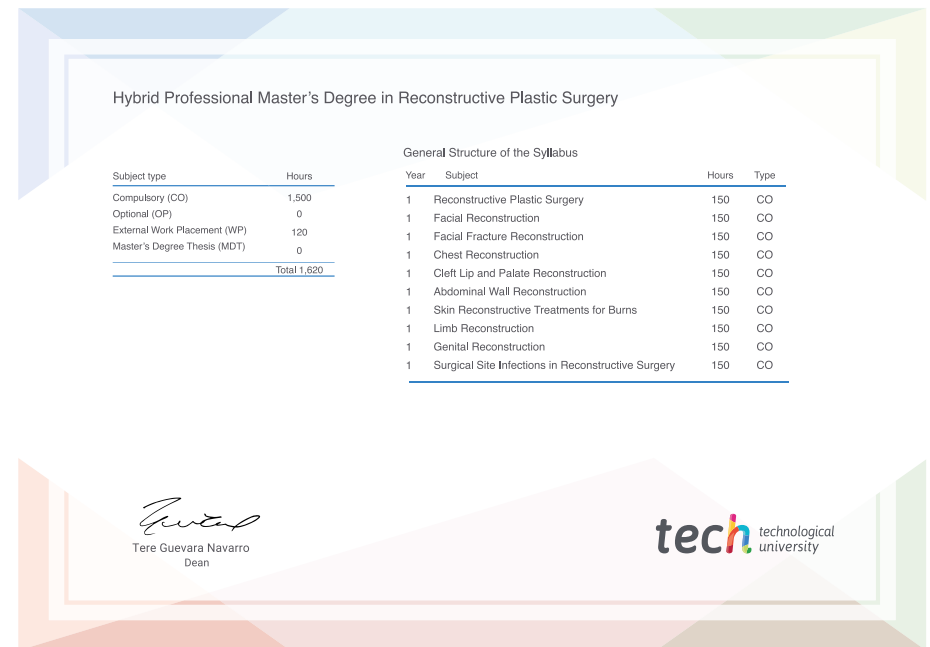 Hybrid Professional Master's Degree in Reconstructive Plastic Surgery
Subject type Hours
Compulsory (CO) 1,500
Optional (OP) 0
External Work Placement (WP) 120
Master's Degree Thesis (MDT) 0
Total 1,620
General Structure of the Syllabus
Year Subject Hours Type
1 Reconstructive Plastic Surgery 150 CO
1 Facial Reconstruction 150 CO
1 Facial Fracture Reconstruction 150 CO
1 Chest Reconstruction 150 CO
1 Cleft Lip and Palate Reconstruction 150 CO
1 Abdominal Wall Reconstruction 150 CO
1 Skin Reconstructive Treatments for Burns 150 CO
1 Limb Reconstruction 150 CO
1 Genital Reconstruction 150 CO
1 Surgical Site Infections in Reconstructive Surgery 150 CO
Tere Guevara Navarro
Dean
tech technological
university